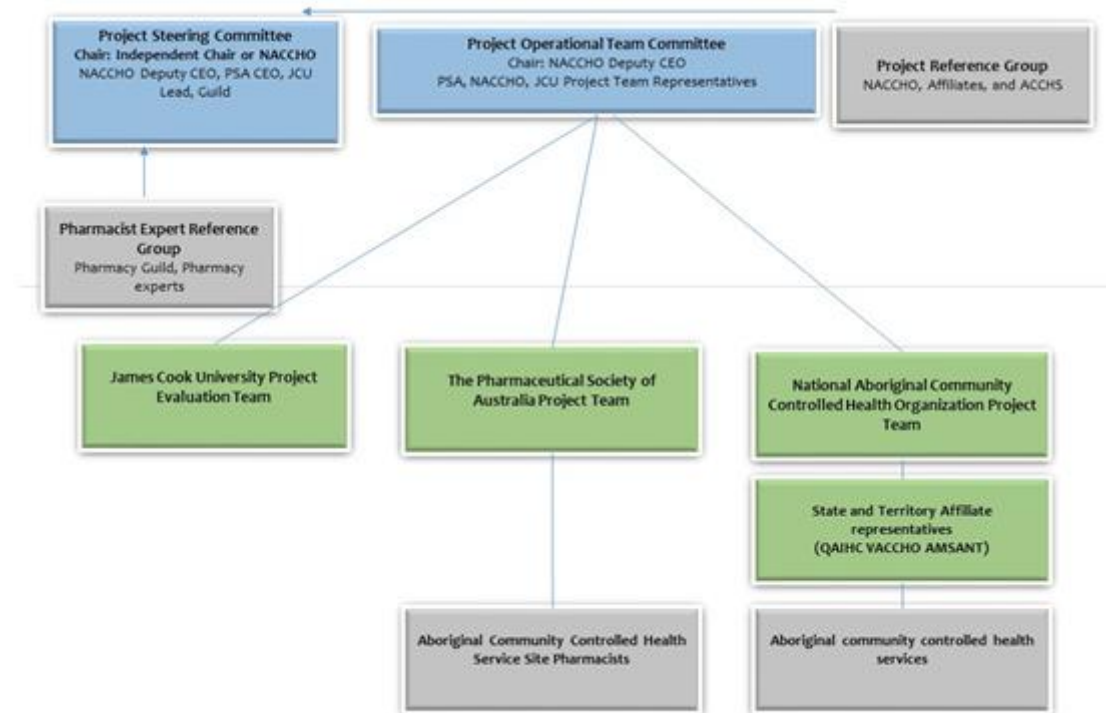 Project Steering Committee
Chair: Independent Chair or NACCHO
NACCHO Deputy CEO, PSA CEO, JCU
Lead, Guild
Project Operational Team Committee
Chair: NACCHO Deputy CEO
PSA, NACCHO, JCU Project Team Representatives
Project Reference Group
NACCHO, Affiliates, and ACCHS
Pharmacist Expert Reference
Group
Pharmacy Guild, Pharmacy
experts
James Cook University Project
Evaluation Team
The Pharmaceutical Society of
Australia Project Team
National Aboriginal Community
Controlled Health Organization Project
Team
State and Territory Affiliate
representatives
(QAIHC VACCHO AMSANT)
Aboriginal Community Controlled Health
Service Site Pharmacists
Aboriginal community controlled health
services